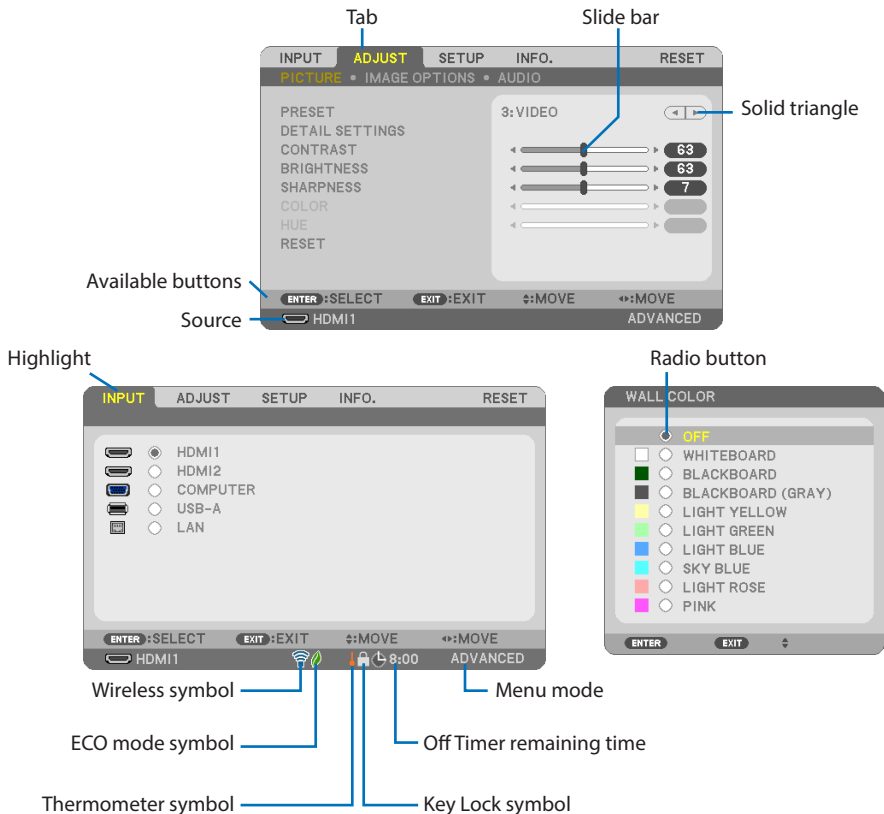 Tab
Slide bar
INPUT ADJUST SETUP INFO. RESET
PICTURE • IMAGE OPTIONS • AUDIO
PRESET 3:VIDEO
Solid triangle
DETAIL SETTINGS
CONTRAST 63
BRIGHTNESS 63
SHARPNESS 7
COLOR
HUE
RESET
Available buttons
ENTER:SELECT EXIT:EXIT :MOVE :MOVE
Source
HDMI1 ADVANCED
Highlight
INPUT ADJUST SETUP INFO. RESET
HDMI1
HDMI2
COMPUTER
USB-A
LAN
ENTER:SELECT EXIT:EXIT :MOVE :MOVE
HDMI1 8:00 ADVANCED
Wireless symbol
Menu mode
ECO mode symbol
Off Timer remaining time
Thermometer symbol
Key Lock symbol
Radio button
WALL COLOR
OFF
WHITEBOARD
BLACKBOARD
BLACKBOARD (GRAY)
LIGHT YELLOW
LIGHT GREEN
LIGHT BLUE
SKY BLUE
LIGHT ROSE
PINK
ENTER EXIT